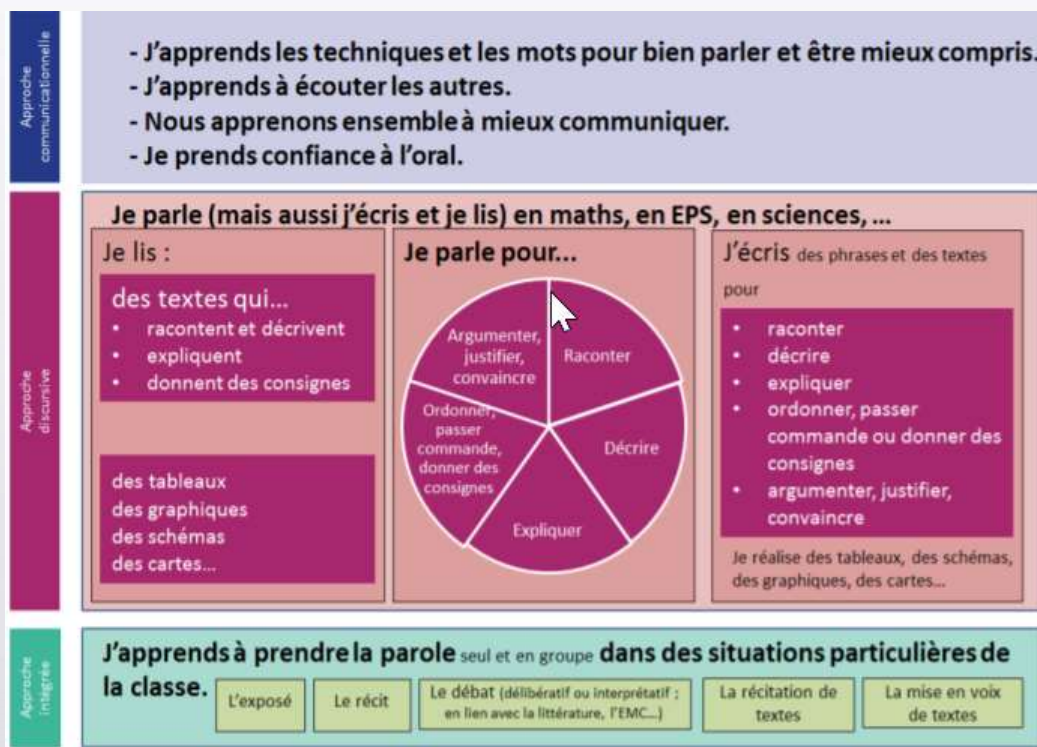 Approche
communicationnelle
- J'apprends les techniques et les mots pour bien parler et être mieux compris.
- J'apprends à écouter les autres.
- Nous apprenons ensemble à mieux communiquer.
- Je prends confiance à l'oral.
Approche
discursive
Je parle (mais aussi j'écris et je lis) en maths, en EPS, en sciences, ...
Je lis :
des textes qui...
• racontent et décrivent
• expliquent
• donnent des consignes
des tableaux
des graphiques
des schémas
des cartes...
Je parle pour...
Argumenter,
justifier,
convaincre
Raconter
Ordonner,
passer
commande,
donner des
consignes
Décrire
Expliquer
J'écris des phrases et des textes
pour
• raconter
• décrire
• expliquer
• ordonner, passer
commande ou donner des
consignes
• argumenter, justifier,
convaincre
Je réalise des tableaux, des schémas,
des graphiques, des cartes...
Approche
intégrée
J'apprends à prendre la parole seul et en groupe dans des situations particulières de
la classe.
L'exposé
Le récit
Le débat (délibératif ou interprétatif ;
en lien avec la littérature, l'EMC...)
La récitation de
textes
La mise en voix
de textes